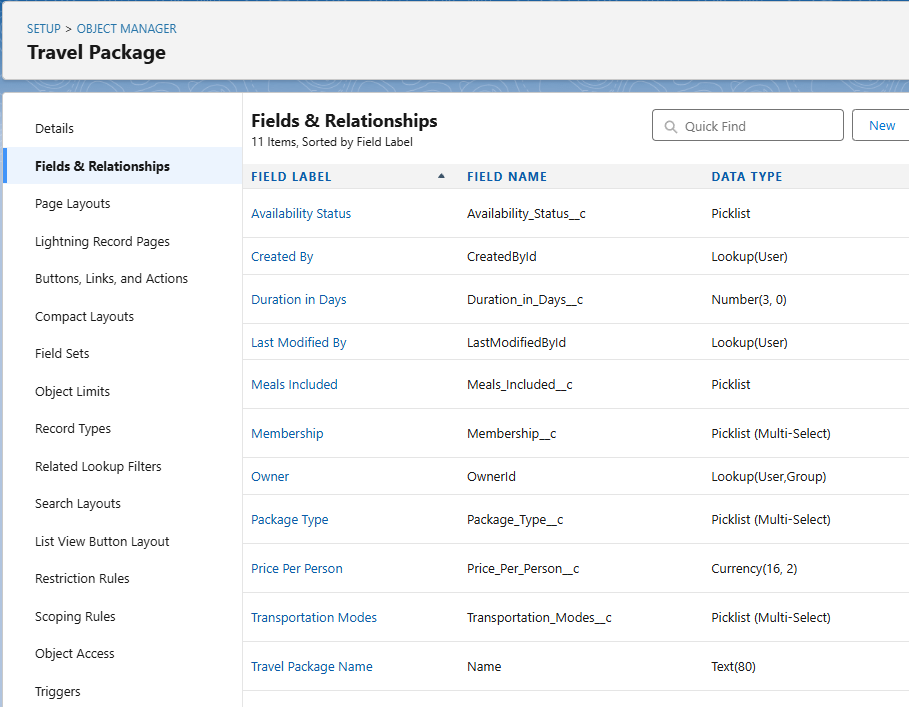 SETUP > OBJECT MANAGER
Travel Package
Details
Fields & Relationships
Page Layouts
Lightning Record Pages
Buttons, Links, and Actions
Compact Layouts
Field Sets
Object Limits
Record Types
Related Lookup Filters
Search Layouts
List View Button Layout
Restriction Rules
Scoping Rules
Object Access
Triggers
Fields & Relationships
11 Items, Sorted by Field Label
Quick Find
New
FIELD LABEL FIELD NAME DATA TYPE
Availability Status Availability_Status__c Picklist
Created By CreatedById Lookup(User)
Duration in Days Duration_in_Days__c Number(3, 0)
Last Modified By LastModifiedById Lookup(User)
Meals Included Meals_Included__c Picklist
Membership Membership__c Picklist (Multi-Select)
Owner OwnerId Lookup(User,Group)
Package Type Package_Type__c Picklist (Multi-Select)
Price Per Person Price_Per_Person__c Currency(16, 2)
Transportation Modes Transportation_Modes__c Picklist (Multi-Select)
Travel Package Name Name Text(80)